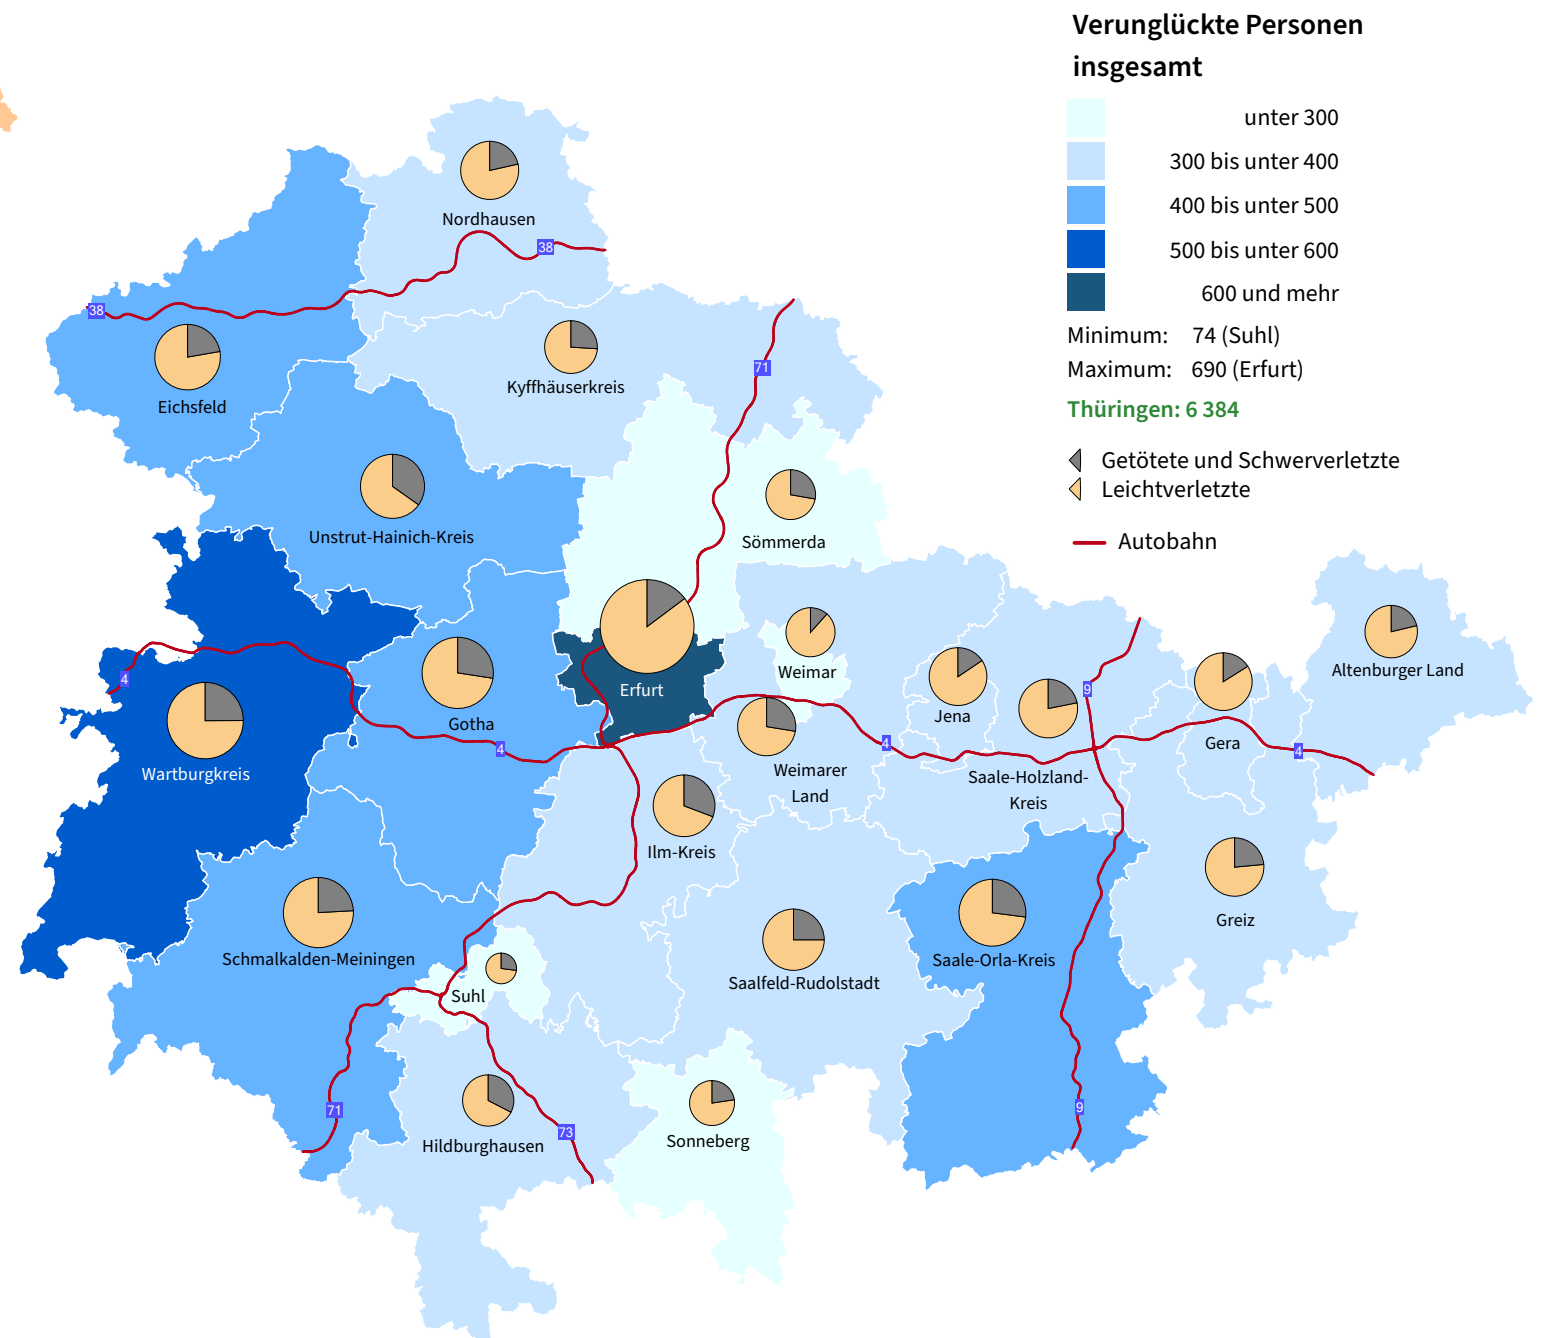 Verunglückte Personen
insgesamt
unter 300
300 bis unter 400
400 bis unter 500
500 bis unter 600
600 und mehr
Minimum: 74 (Suhl)
Maximum: 690 (Erfurt)
Thüringen: 6 384
Getötete und Schwerverletzte
Leichtverletzte
Autobahn
Nordhausen
38
38
Eichsfeld
Kyffhäuserkreis
71
Unstrut-Hainich-Kreis
Sömmerda
Erfurt
Weimar
Altenburger Land
4
Gotha
Jena
9
Wartburgkreis
4
4
Gera
4
Weimarer
Land
Saale-Holzland-
Kreis
Ilm-Kreis
Greiz
Schmalkalden-Meiningen
Saalfeld-Rudolstadt
Saale-Orla-Kreis
Suhl
71
73
9
Hildburghausen
Sonneberg